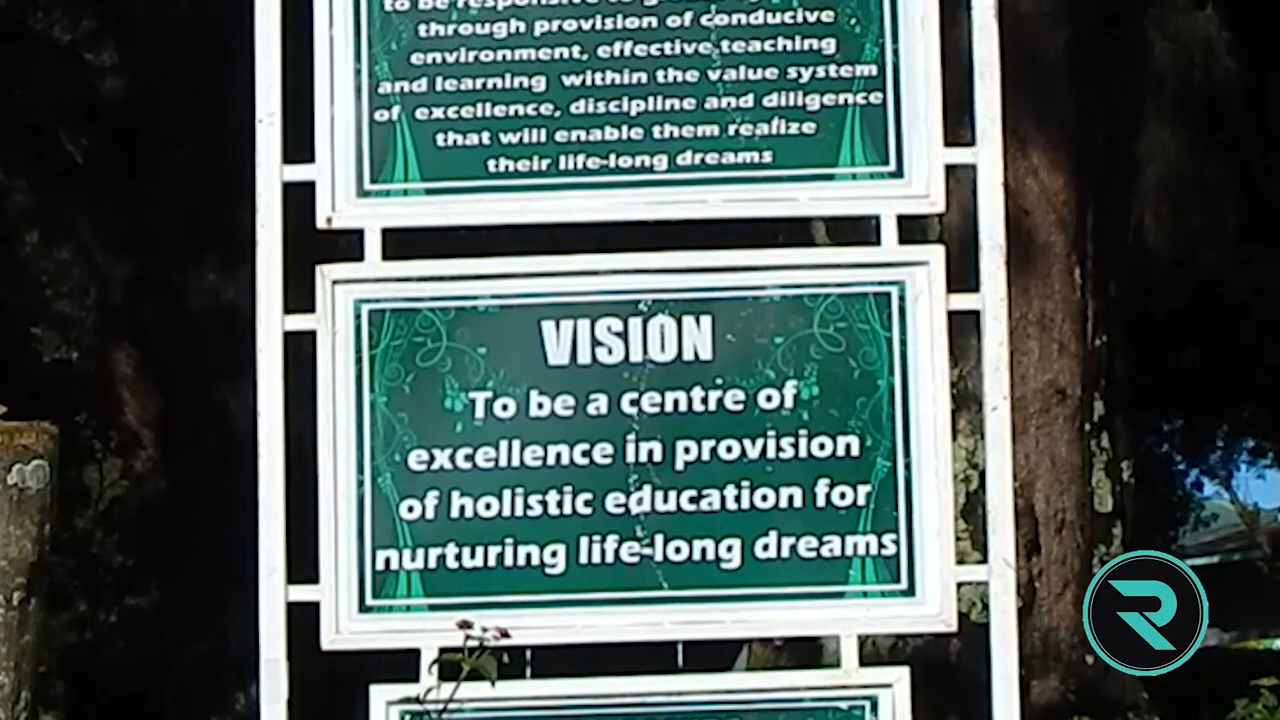 to be responsive to
through provision of conducive
environment, effective teaching
and learning within the value system
of excellence, discipline and diligence
that will enable them realize
their life-long dreams
VISION
To be a centre of
excellence in provision
of holistic education for
nurturing life-long dreams
R